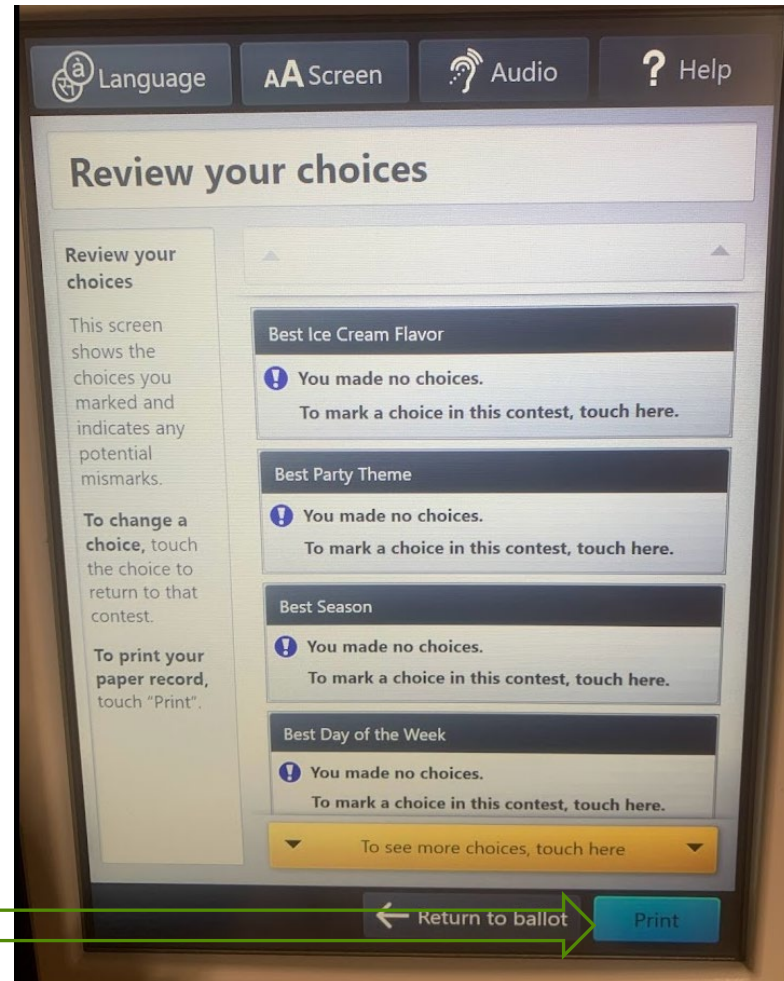 Language
AA Screen
Audio
? Help
Review your choices
Review your
choices
This screen
shows the
choices you
marked and
indicates any
potential
mismarks.
To change a
choice, touch
the choice to
return to that
contest.
To print your
paper record,
touch "Print".
Best Ice Cream Flavor
You made no choices.
To mark a choice in this contest, touch here.
Best Party Theme
You made no choices.
To mark a choice in this contest, touch here.
Best Season
You made no choices.
To mark a choice in this contest, touch here.
Best Day of the Week
You made no choices.
To mark a choice in this contest, touch here.
To see more choices, touch here
Return to ballot
Print